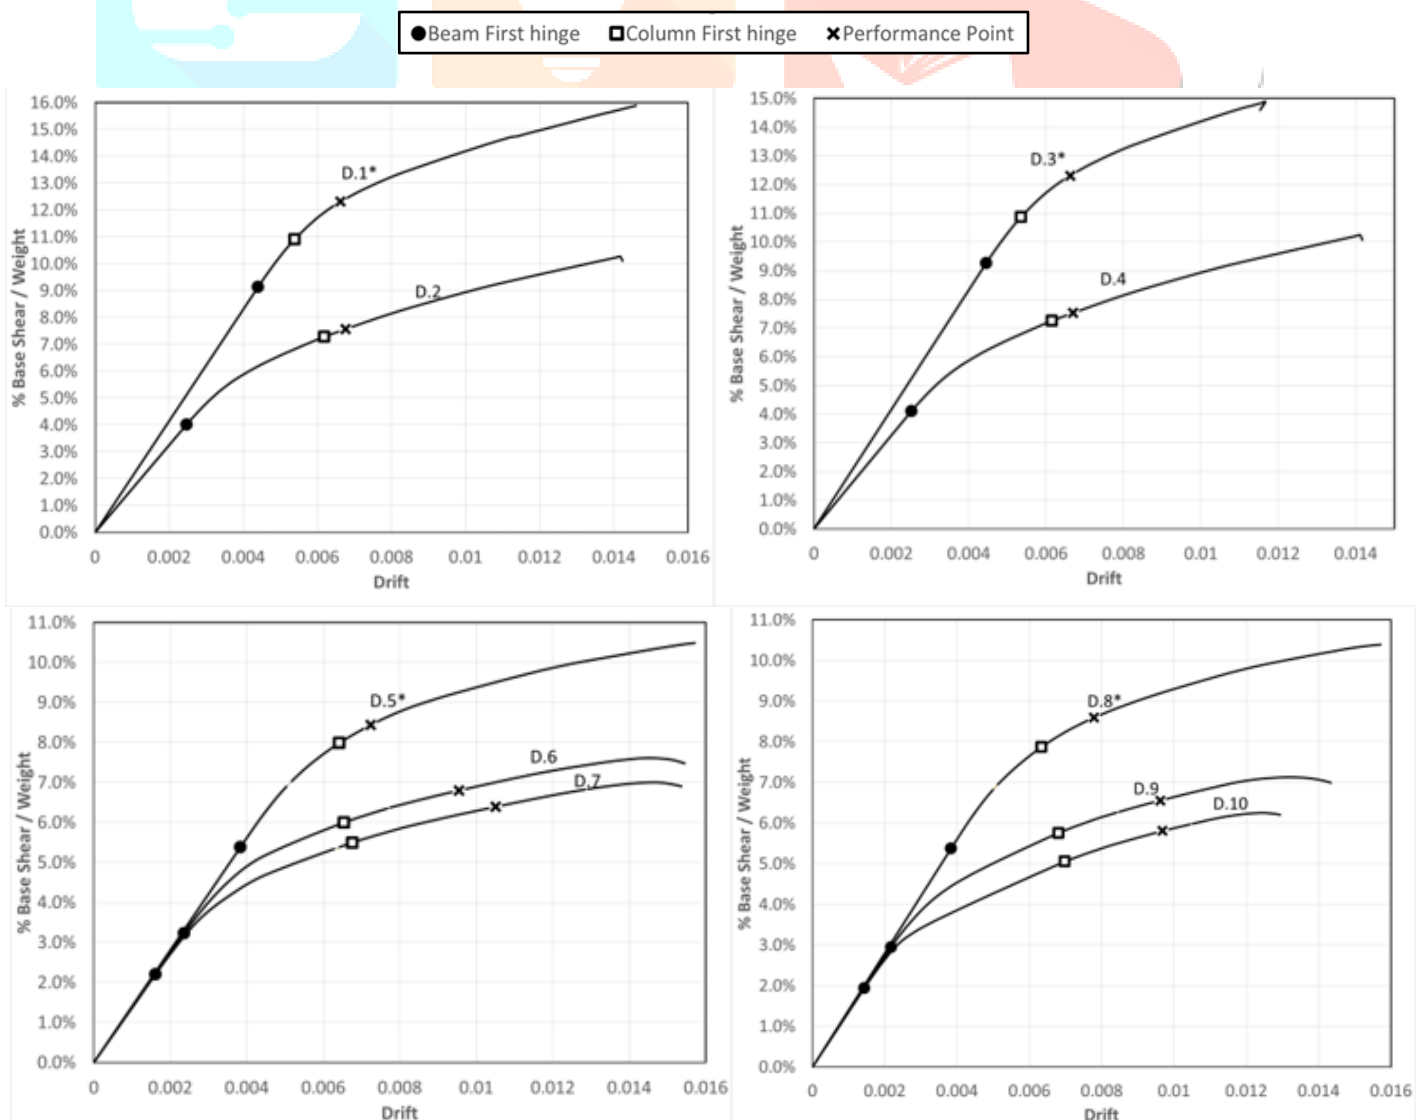 Beam First hinge Column First hinge Performance Point
16.0%
15.0%
14.0%
13.0%
12.0%
11.0%
10.0%
9.0%
8.0%
7.0%
6.0%
5.0%
4.0%
3.0%
2.0%
1.0%
0.0%
% Base Shear / Weight
D.1*
D.2
0 0.002 0.004 0.006 0.008 0.01 0.012 0.014 0.016
Drift
15.0%
14.0%
13.0%
12.0%
11.0%
10.0%
9.0%
8.0%
7.0%
6.0%
5.0%
4.0%
3.0%
2.0%
1.0%
0.0%
% Base Shear / Weight
D.3*
D.4
0 0.002 0.004 0.006 0.008 0.01 0.012 0.014
Drift
11.0%
10.0%
9.0%
8.0%
7.0%
6.0%
5.0%
4.0%
3.0%
2.0%
1.0%
0.0%
% Base Shear / Weight
D.5*
D.6
D.7
0 0.002 0.004 0.006 0.008 0.01 0.012 0.014 0.016
Drift
11.0%
10.0%
9.0%
8.0%
7.0%
6.0%
5.0%
4.0%
3.0%
2.0%
1.0%
0.0%
% Base Shear / Weight
D.8*
D.9
D.10
0 0.002 0.004 0.006 0.008 0.01 0.012 0.014 0.016
Drift